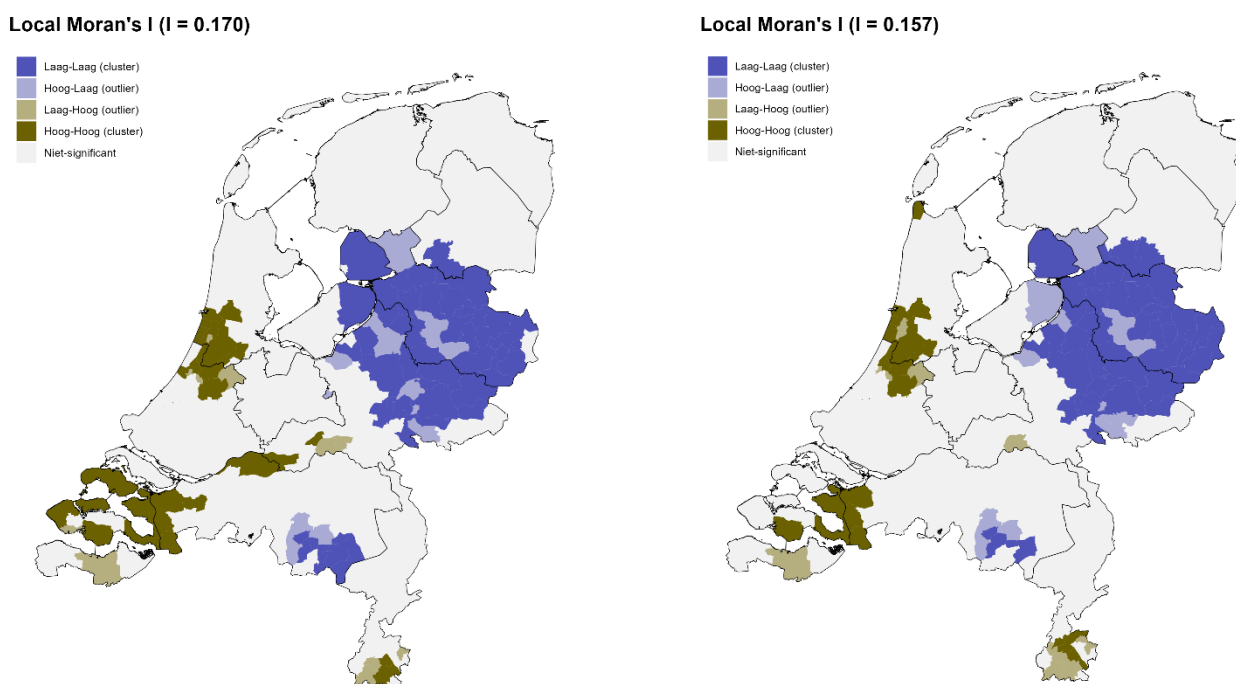 Local Moran's I (I = 0.170)
Laag-Laag (cluster)
Hoog-Laag (outlier)
Laag-Hoog (outlier)
Hoog-Hoog (cluster)
Niet-significant
Local Moran's I (I = 0.157)
Laag-Laag (cluster)
Hoog-Laag (outlier)
Laag-Hoog (outlier)
Hoog-Hoog (cluster)
Niet-significant